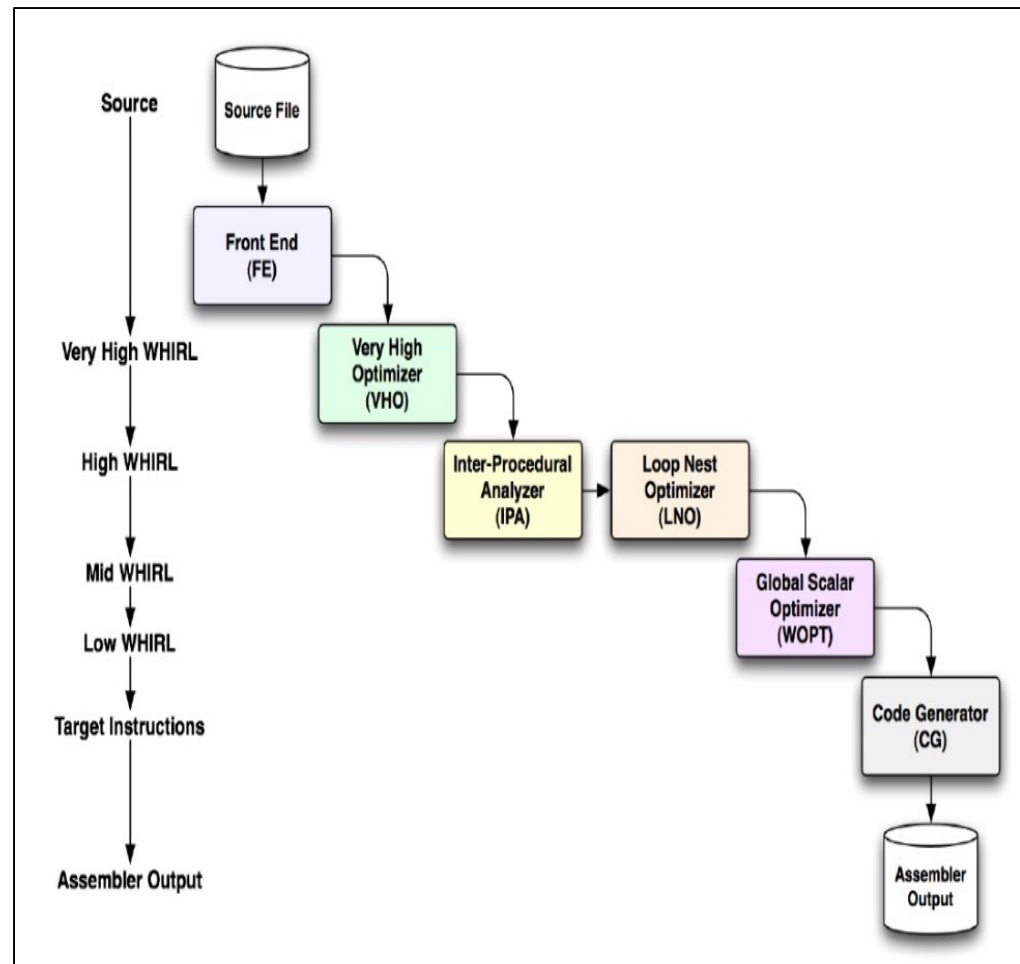 Source
Source File
Front End
(FE)
Very High WHIRL
Very High
Optimizer
(VHO)
High WHIRL
Inter-Procedural
Analyzer
(IPA)
Loop Nest
Optimizer
(LNO)
Mid WHIRL
Global Scalar
Optimizer
(WOPT)
Low WHIRL
Target Instructions
Code Generator
(CG)
Assembler Output
Assembler
Output